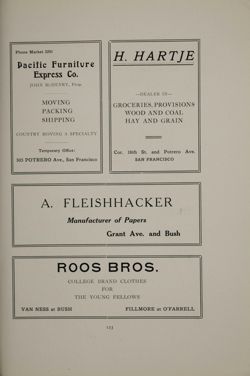 Phone Market 3391
Pacific Furniture
Express Co.
JOHN McHENRY, Prop.
MOVING
PACKING
SHIPPING
COUNTRY MOVING A SPECIALTY
Temporary Office:
POTRERO Ave., San Francisco
H. HARTJE
—DEALER IN—
GROCERIES, PROVISIONS
WOOD AND COAL
HAY AND GRAIN
Cor. 16th St. and Potrero Ave.
SAN FRANCISCO
A. FLEISHHACKER
Manufacturer of Papers
Grant Ave. and Bush
ROOS BROS.
COLLEGE BRAND CLOTHES
FOR
THE YOUNG FELLOWS
VAN NESS at BUSH
FILLMORE at O'FARRELL
123